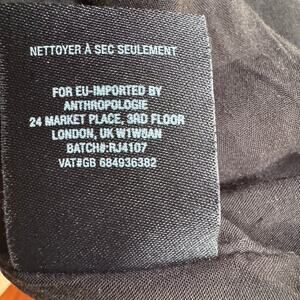 NETTOYER À SEC SEULEMENT
FOR EU-IMPORTED BY
ANTHROPOLOGIE
24 MARKET PLACE, 3RD FLOOR
LONDON, UK W1W8AN
BATCH#:RJ4107
VAT#GB 684936382